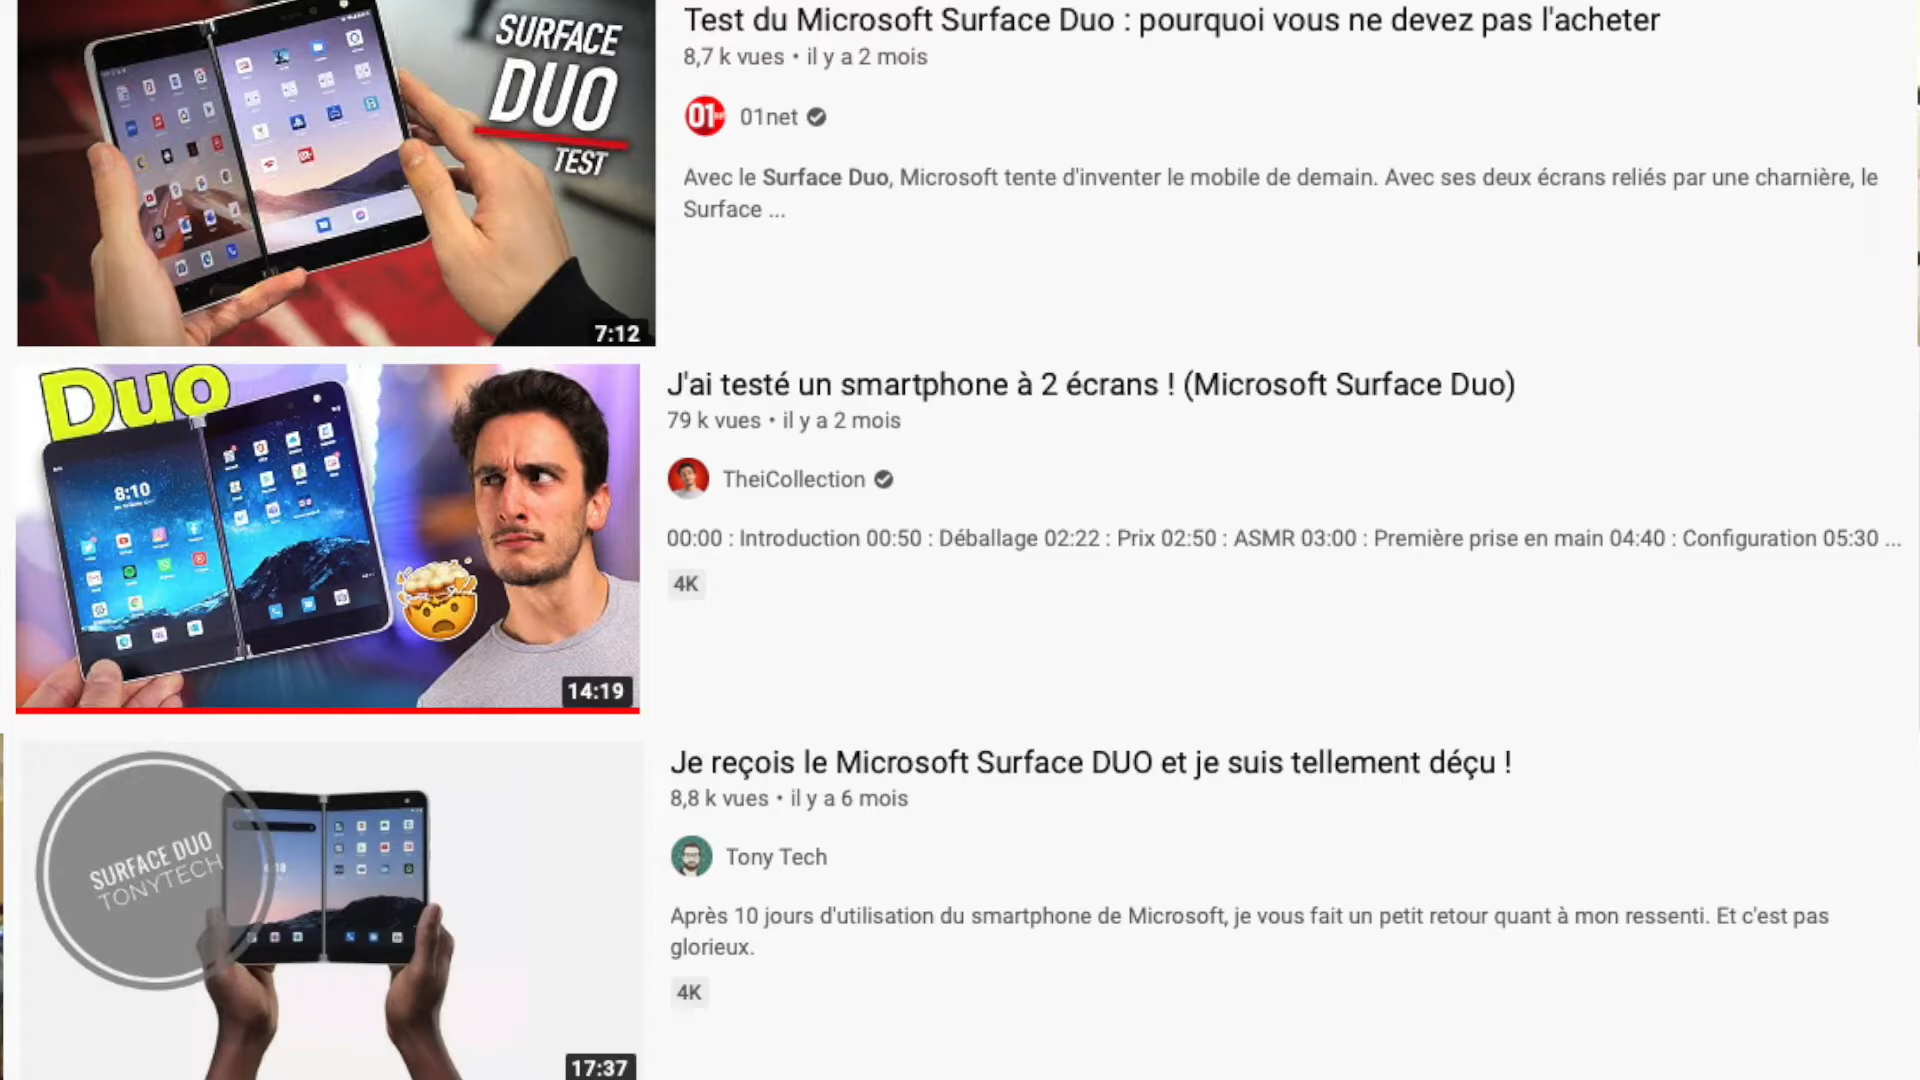 SURFACE
DUO
TEST
7:12
Test du Microsoft Surface Duo : pourquoi vous ne devez pas l'acheter
8,7 k vues • il y a 2 mois
01net
Avec le Surface Duo, Microsoft tente d'inventer le mobile de demain. Avec ses deux écrans reliés par une charnière, le
Surface ...
Duo
8:10
14:19
J'ai testé un smartphone à 2 écrans ! (Microsoft Surface Duo)
79 k vues • il y a 2 mois
TheiCollection
00:00 : Introduction 00:50 : Déballage 02:22 : Prix 02:50 : ASMR 03:00 : Première prise en main 04:40 : Configuration 05:30 ...
4K
SURFACE DUO
TONYTECH
17:37
Je reçois le Microsoft Surface DUO et je suis tellement déçu !
8,8 k vues • il y a 6 mois
Tony Tech
Après 10 jours d'utilisation du smartphone de Microsoft, je vous fait un petit retour quant à mon ressenti. Et c'est pas
glorieux.
4K